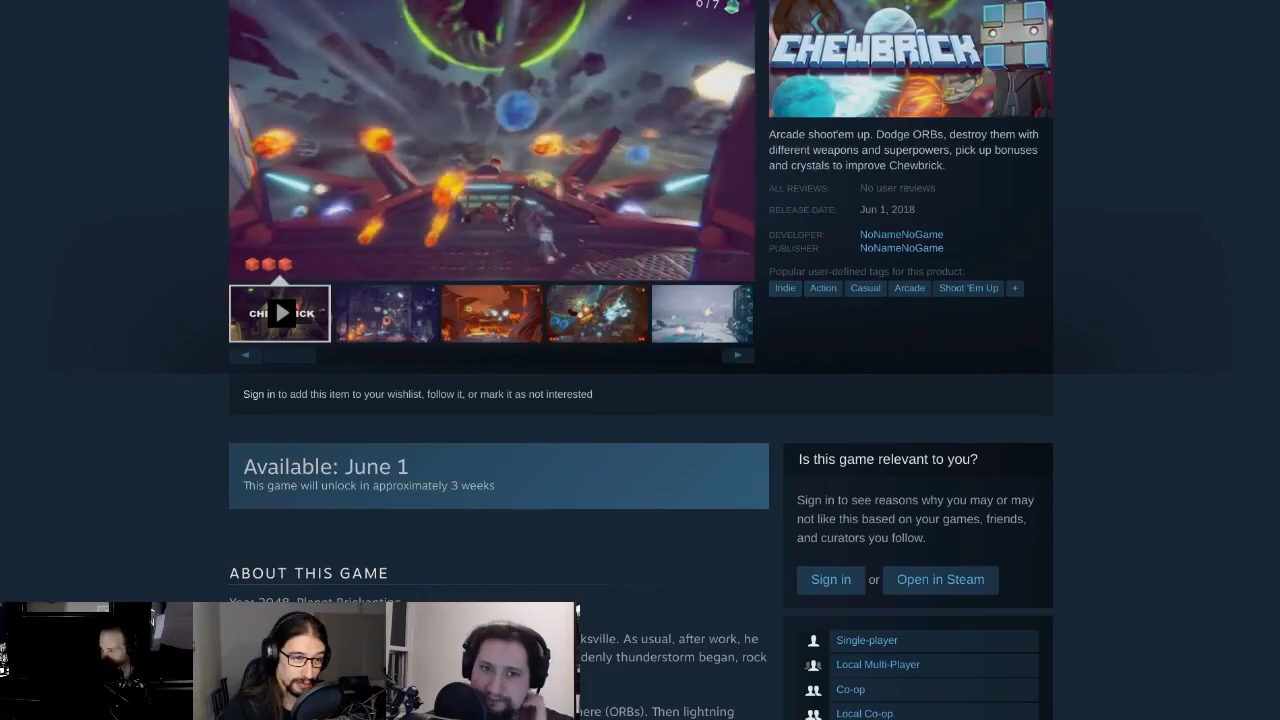 0/7
CHEWBRICK
Arcade shoot'em up. Dodge ORBs, destroy them with
different weapons and superpowers, pick up bonuses
and crystals to improve Chewbrick.
ALL REVIEWS: No user reviews
RELEASE DATE: Jun 1, 2018
DEVELOPER: NoNameNoGame
PUBLISHER: NoNameNoGame
Popular user-defined tags for this product:
Indie Action Casual Arcade Shoot 'Em Up +
Sign in to add this item to your wishlist, follow it, or mark it as not interested
Available: June 1
This game will unlock in approximately 3 weeks
Is this game relevant to you?
Sign in to see reasons why you may or may
not like this based on your games, friends,
and curators you follow.
Sign in or Open in Steam
ABOUT THIS GAME
Year 2048. Planet Brickantine
ksville. As usual, after work, he
denly thunderstorm began, rock
here (ORBs). Then lightning
Single-player
Local Multi-Player
Co-op
Local Co-op